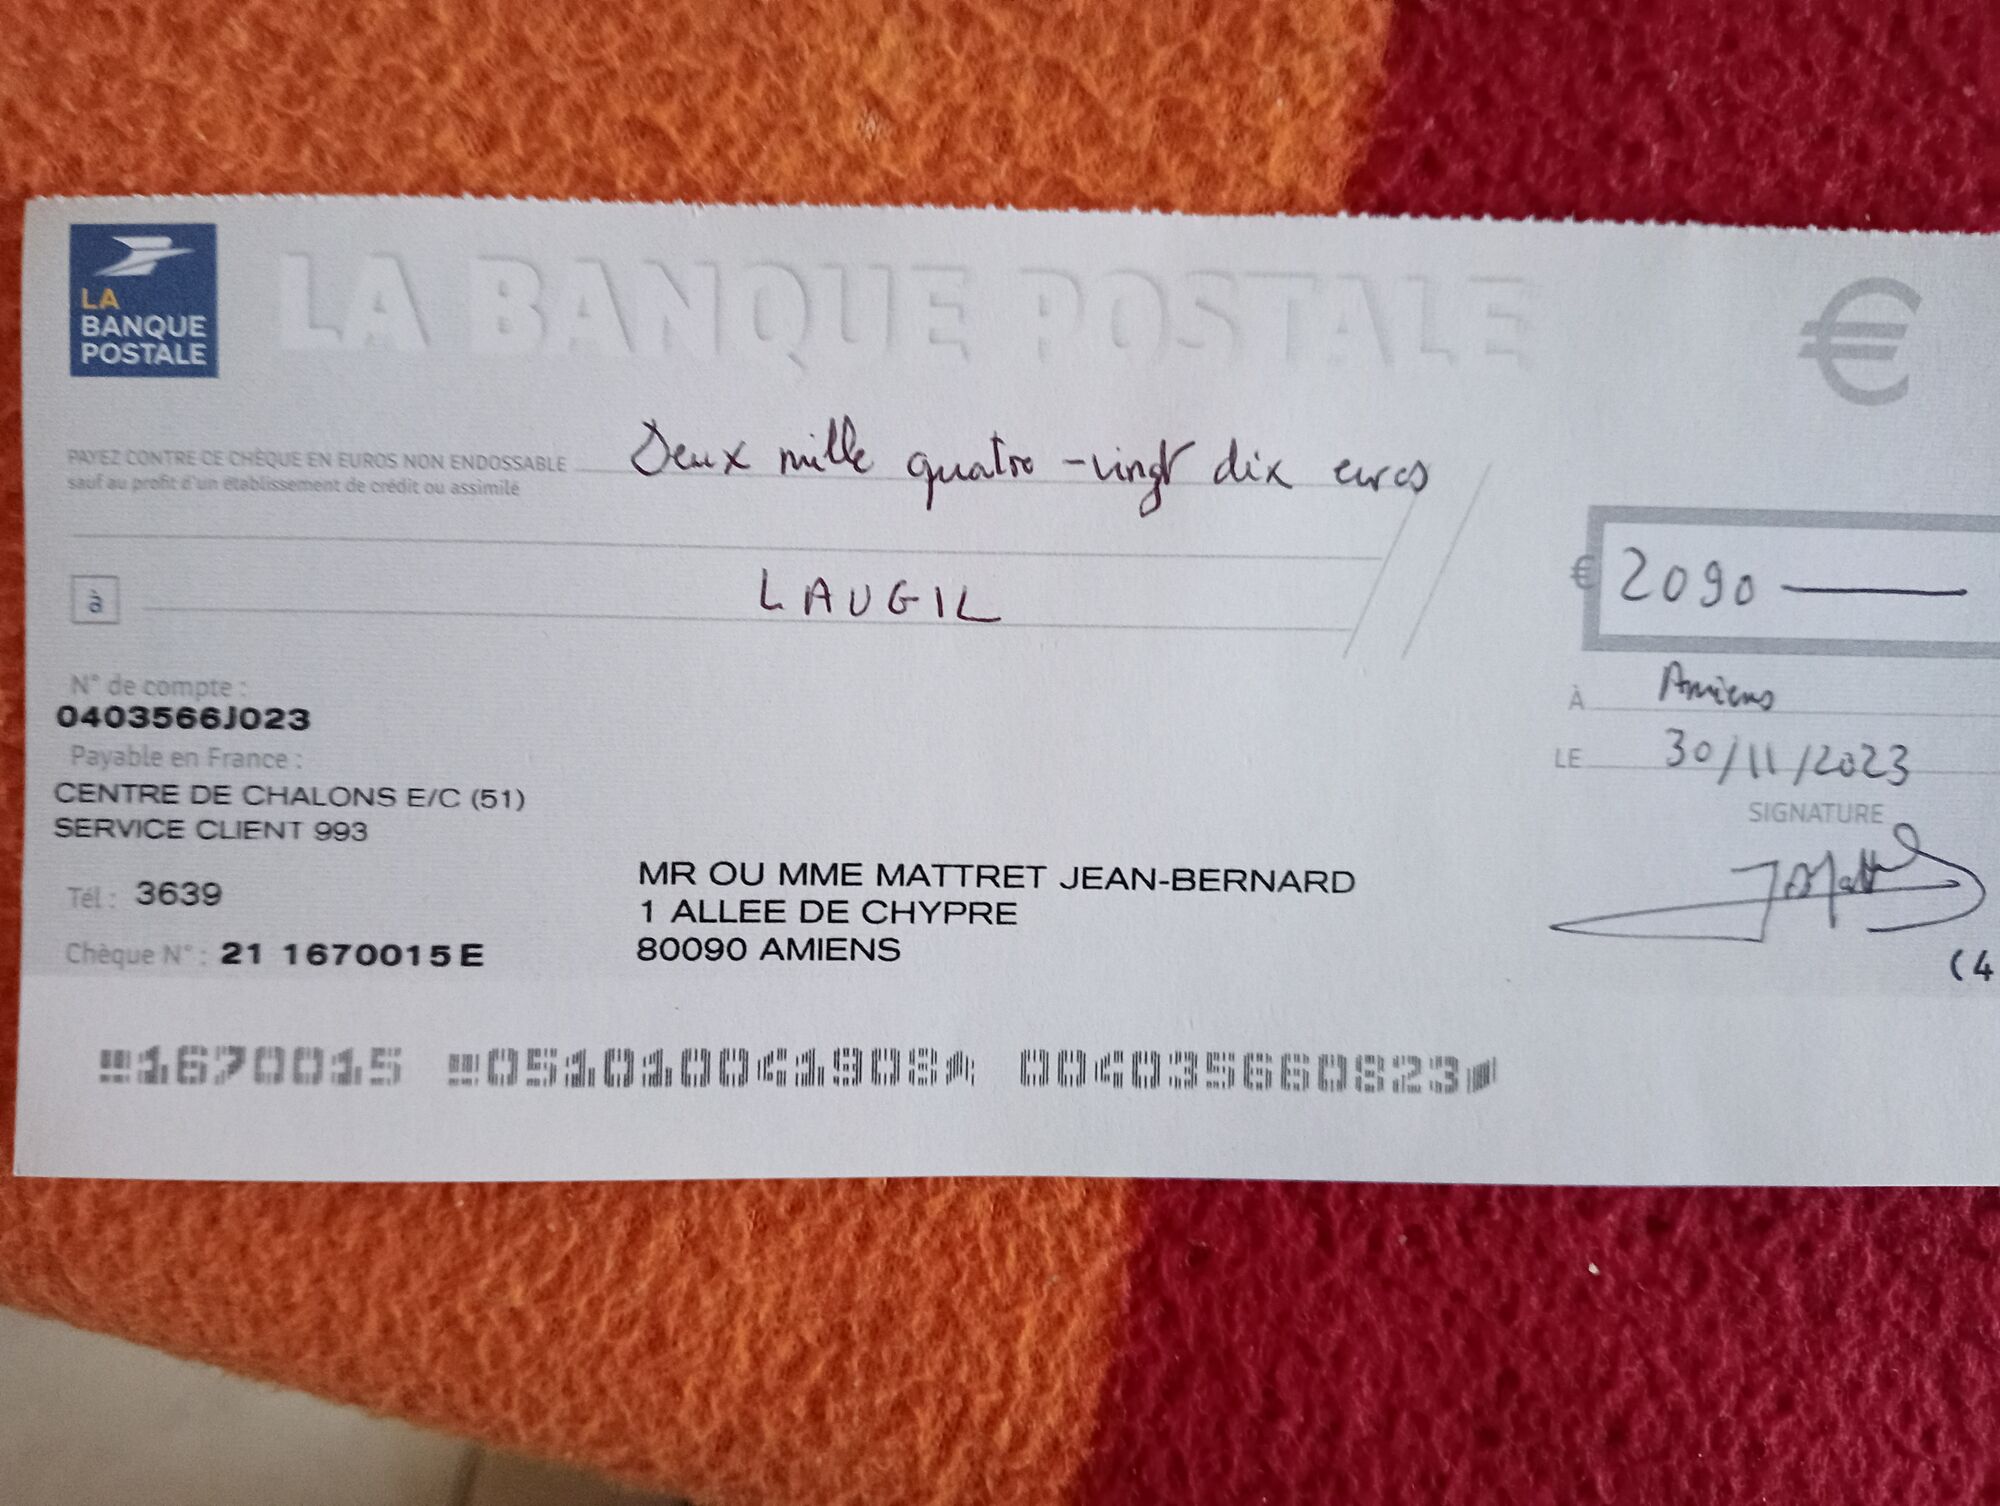 LA
BANQUE
POSTALE
LA BANQUE POSTALE
€
PAYEZ CONTRE CE CHÈQUE EN EUROS NON ENDOSSABLE Deux mille quatre-vingt dix euros
sauf au profit d'un établissement de crédit ou assimilé
à LAUGIL
€ 2090
N° de compte :
0403566J023
À Amiens
Payable en France :
LE 30/11/2023
CENTRE DE CHALONS E/C (51)
SERVICE CLIENT 993
SIGNATURE
Tél : 3639
MR OU MME MATTRET JEAN-BERNARD
1 ALLEE DE CHYPRE
80090 AMIENS
Chèque N° : 21 1670015 E
(4
1670015 051010041908 004035660823